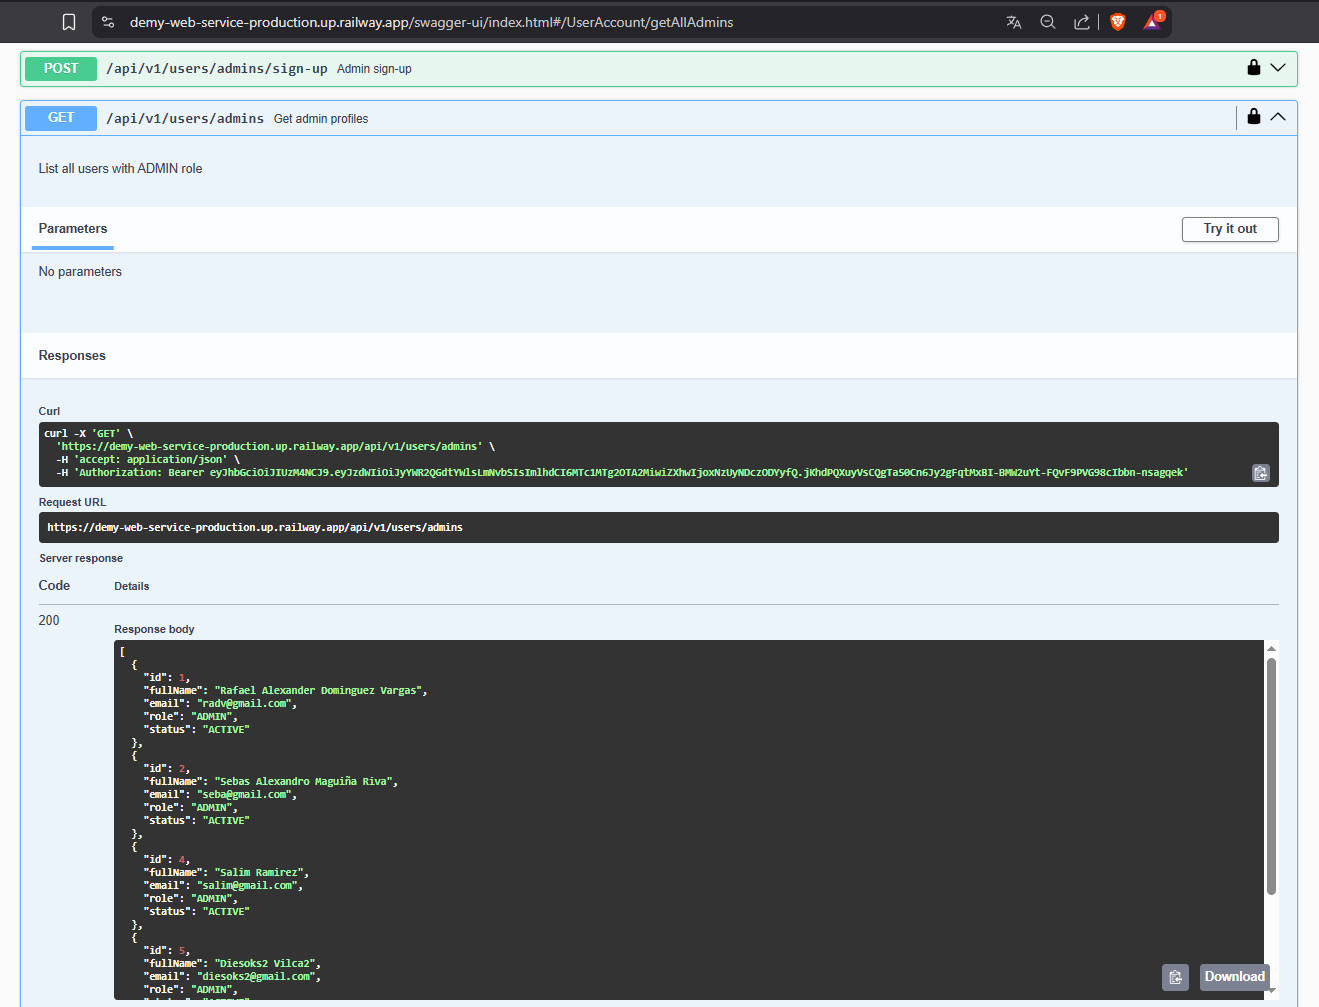 demy-web-service-production.up.railway.app/swagger-ui/index.html#/UserAccount/getAllAdmins
1
POST /api/v1/users/admins/sign-up Admin sign-up
GET /api/v1/users/admins Get admin profiles
List all users with ADMIN role
Parameters
Try it out
No parameters
Responses
Curl
curl -X 'GET' \
'https://demy-web-service-production.up.railway.app/api/v1/users/admins' \
-H 'accept: application/json' \
-H 'Authorization: Bearer
Request URL
https://demy-web-service-production.up.railway.app/api/v1/users/admins
Server response
Code Details
200
Response body
[
{
"id": 1,
"fullName": "Rafael Alexander Dominguez Vargas",
"email": "radv@gmail.com",
"role": "ADMIN",
"status": "ACTIVE"
},
{
"id": 2,
"fullName": "Sebas Alexandro Maguiña Riva",
"email": "seba@gmail.com",
"role": "ADMIN",
"status": "ACTIVE"
},
{
"id": 4,
"fullName": "Salim Ramirez",
"email": "salim@gmail.com",
"role": "ADMIN",
"status": "ACTIVE"
},
{
"id": 5,
"fullName": "Diesoks2 Vilca2",
"email": "diesoks2@gmail.com",
"role": "ADMIN",
Download